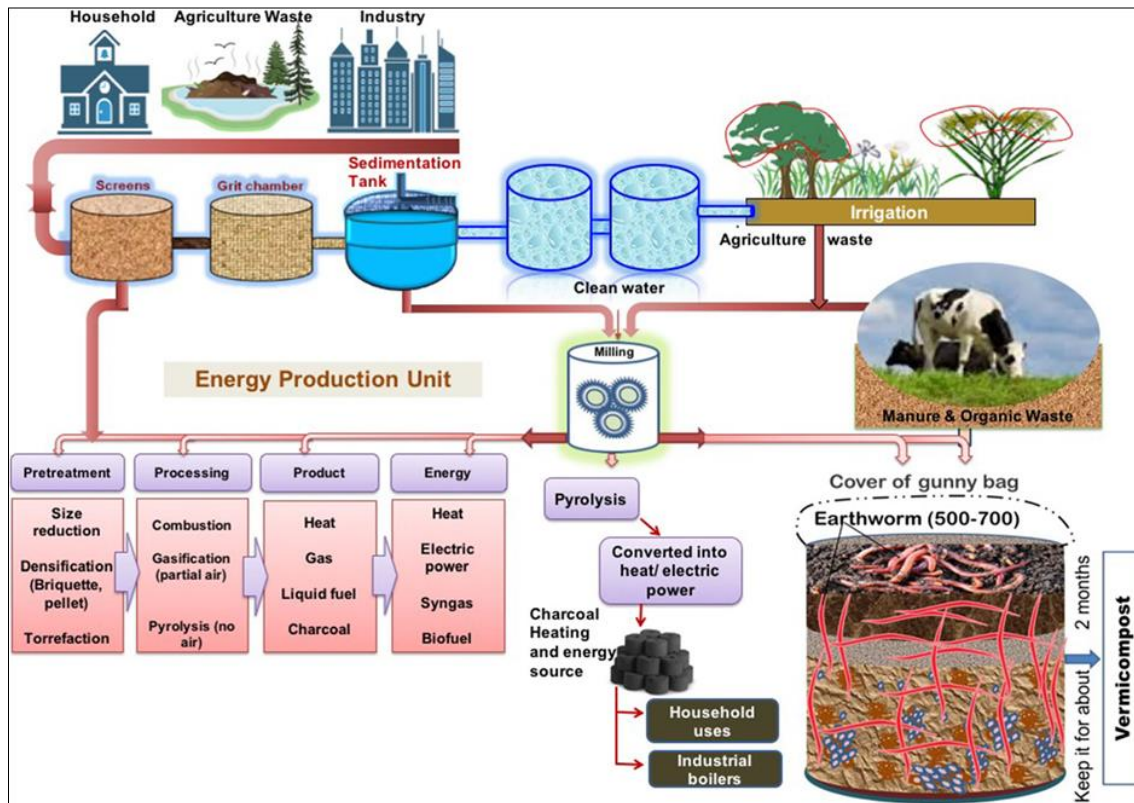 Household
Agriculture Waste
Industry
Screens
Grit chamber
Sedimentation
Tank
Clean water
Irrigation
Agriculture waste
Milling
Energy Production Unit
Manure & Organic Waste
Pretreatment
Processing
Product
Energy
Size
reduction
Densification
(Briquette,
pellet)
Torrefaction
Combustion
Gasification
(partial air)
Pyrolysis (no
air)
Heat
Gas
Liquid fuel
Charcoal
Heat
Electric
power
Syngas
Biofuel
Pyrolysis
Converted into
heat/ electric
power
Charcoal
Heating
and energy
source
Household
uses
Industrial
boilers
Cover of gunny bag
Earthworm (500-700)
Keep it for about 2 months
Vermicompost